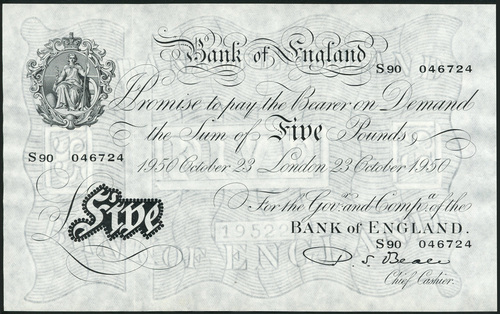 Bank of England
S90 046724
I Promise to pay the Bearer on Demand
the Sum of Five Pounds
S90 046724
1950 October 23 London 23 October 1950
For the Govr. and Compa. of the
Five
BANK of ENGLAND.
S90 046724
P. S. Beale
Chief Cashier.